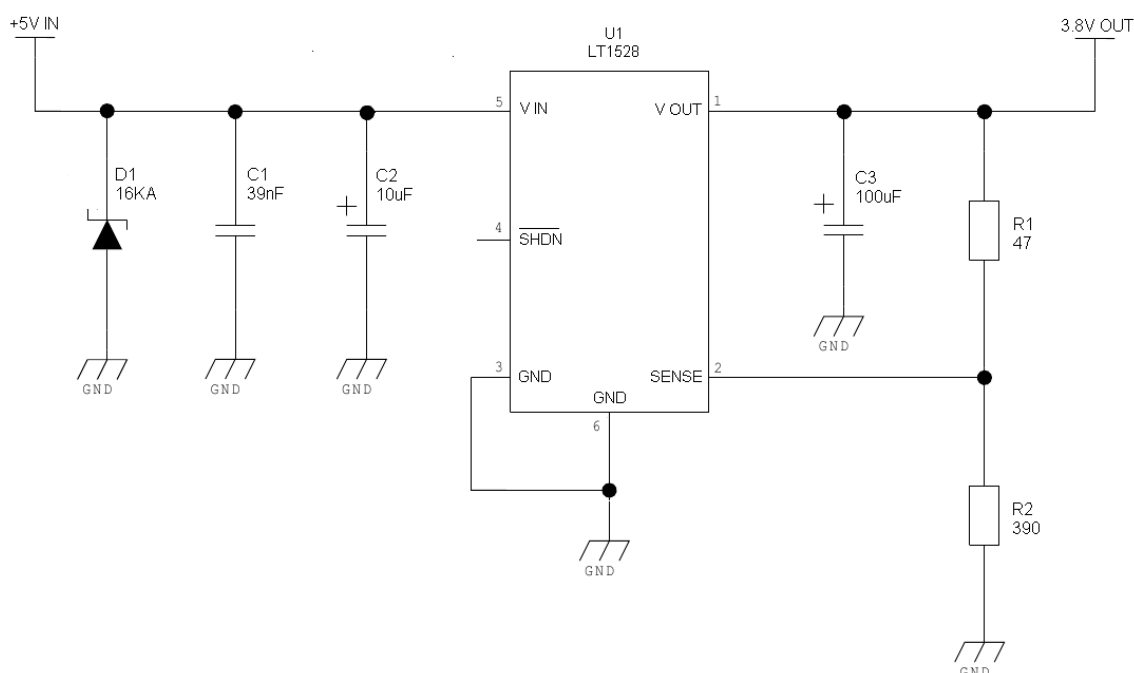 +5V IN
3.8V OUT
U1
LT1528
5
V IN
V OUT
1
D1
16KA
C1
39nF
C2
10uF
+
C3
100uF
+
4
SHDN
R1
47
3
GND
SENSE
2
GND
6
GND
GND
GND
GND
GND
R2
390
GND